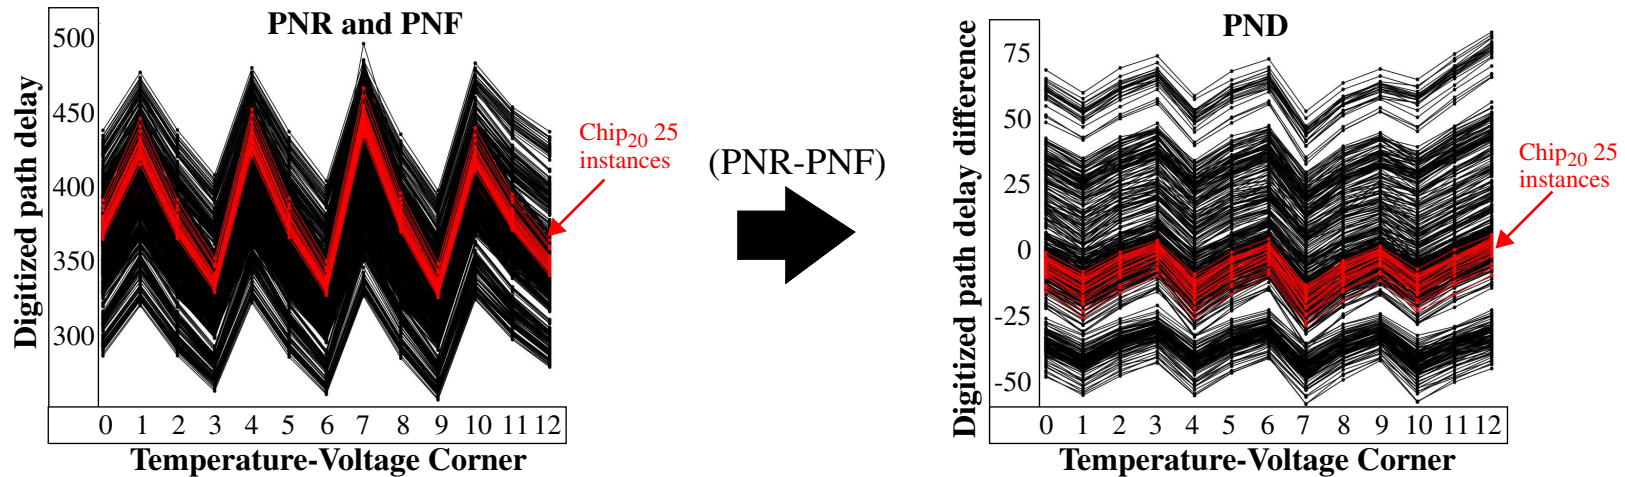 PNR and PNF
Digitized path delay
500
450
400
350
300
0 1 2 3 4 5 6 7 8 9 10 11 12
Temperature-Voltage Corner
Chip20 25
instances
(PNR-PNF)
PND
Digitized path delay difference
75
50
25
0
-25
-50
0 1 2 3 4 5 6 7 8 9 10 11 12
Temperature-Voltage Corner
Chip20 25
instances